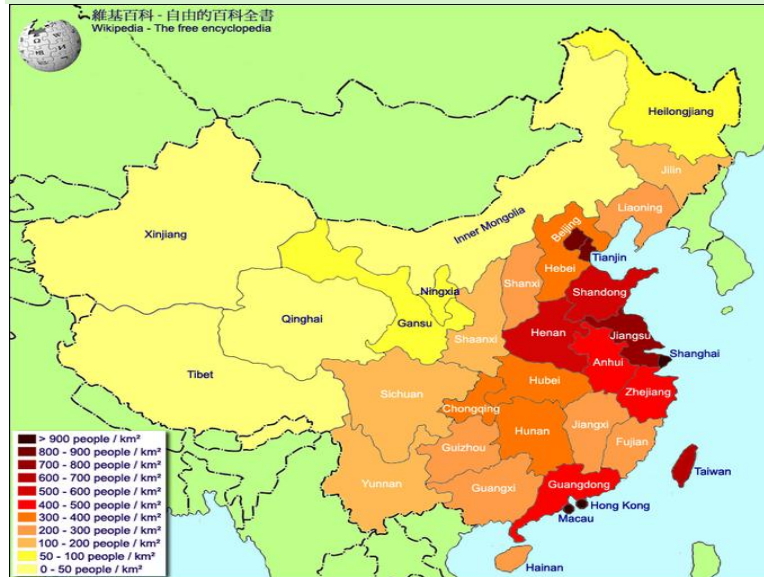 維基百科 - 自由的百科全書
Wikipedia - The free encyclopedia
Heilongjiang
Jilin
Liaoning
Xinjiang
Inner Mongolia
Beijing
Tianjin
Hebei
Ningxia
Shanxi
Shandong
Qinghai
Gansu
Shaanxi
Henan
Jiangsu
Shanghai
Anhui
Tibet
Sichuan
Hubei
Zhejiang
Chongqing
Hunan
Jiangxi
Guizhou
Fujian
Yunnan
Guangxi
Guangdong
Taiwan
Hong Kong
Macau
Hainan
> 900 people / km²
800 - 900 people / km²
700 - 800 people / km²
600 - 700 people / km²
500 - 600 people / km²
400 - 500 people / km²
300 - 400 people / km²
200 - 300 people / km²
100 - 200 people / km²
50 - 100 people / km²
0 - 50 people / km²